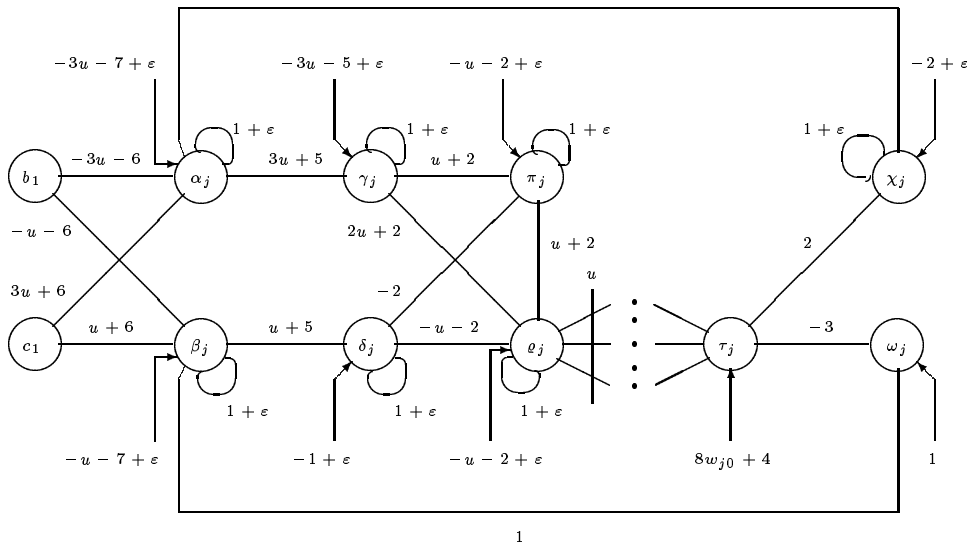 −3u − 7 + ε −3u − 5 + ε −u − 2 + ε −2 + ε
1 + ε 1 + ε 1 + ε 1 + ε
−3u − 6 3u + 5 u + 2
b₁ αⱼ γⱼ πⱼ χⱼ
−u − 6 2u + 2 u + 2 2
u
3u + 6 −2
u + 6 u + 5 −u − 2 −3
c₁ βⱼ δⱼ ϱⱼ τⱼ ωⱼ
1 + ε 1 + ε 1 + ε
−u − 7 + ε −1 + ε −u − 2 + ε 8wⱼ₀ + 4 1
1